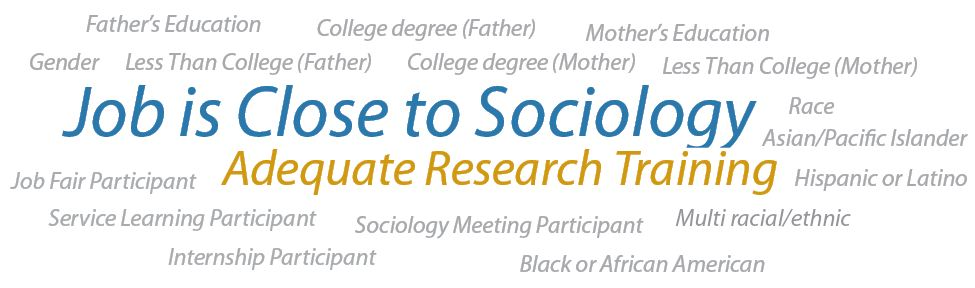 Father's Education College degree (Father) Mother's Education
Gender Less Than College (Father) College degree (Mother) Less Than College (Mother)
Job is Close to Sociology Race
Asian/Pacific Islander
Job Fair Participant Adequate Research Training Hispanic or Latino
Service Learning Participant Sociology Meeting Participant Multi racial/ethnic
Internship Participant Black or African American